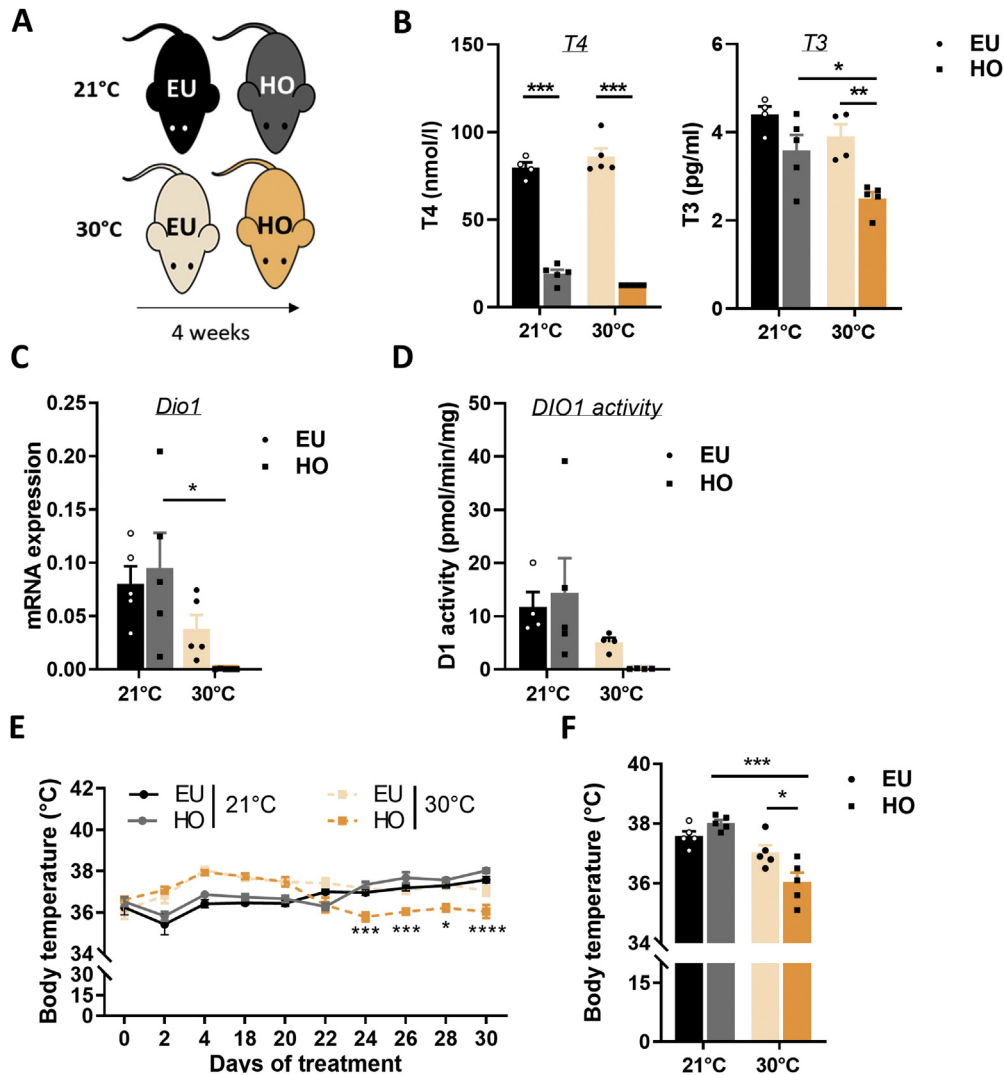 A
21°C
EU
HO
30°C
EU
HO
4 weeks
B
T4
T4 (nmol/l)
150
100
50
0
***
***
21°C
30°C
T3
T3 (pg/ml)
6
4
2
0
*
**
21°C
30°C
EU
HO
C
Dio1
mRNA expression
0.25
0.20
0.15
0.10
0.05
0.00
*
21°C
30°C
EU
HO
D
DIO1 activity
D1 activity (pmol/min/mg)
50
40
30
20
10
0
21°C
30°C
EU
HO
E
Body temperature (°C)
42
40
38
36
34
30
15
0
EU
HO
21°C
EU
HO
30°C
*** *** * ****
0 2 4 18 20 22 24 26 28 30
Days of treatment
F
Body temperature (°C)
40
38
36
34
15
0
***
*
21°C
30°C
EU
HO